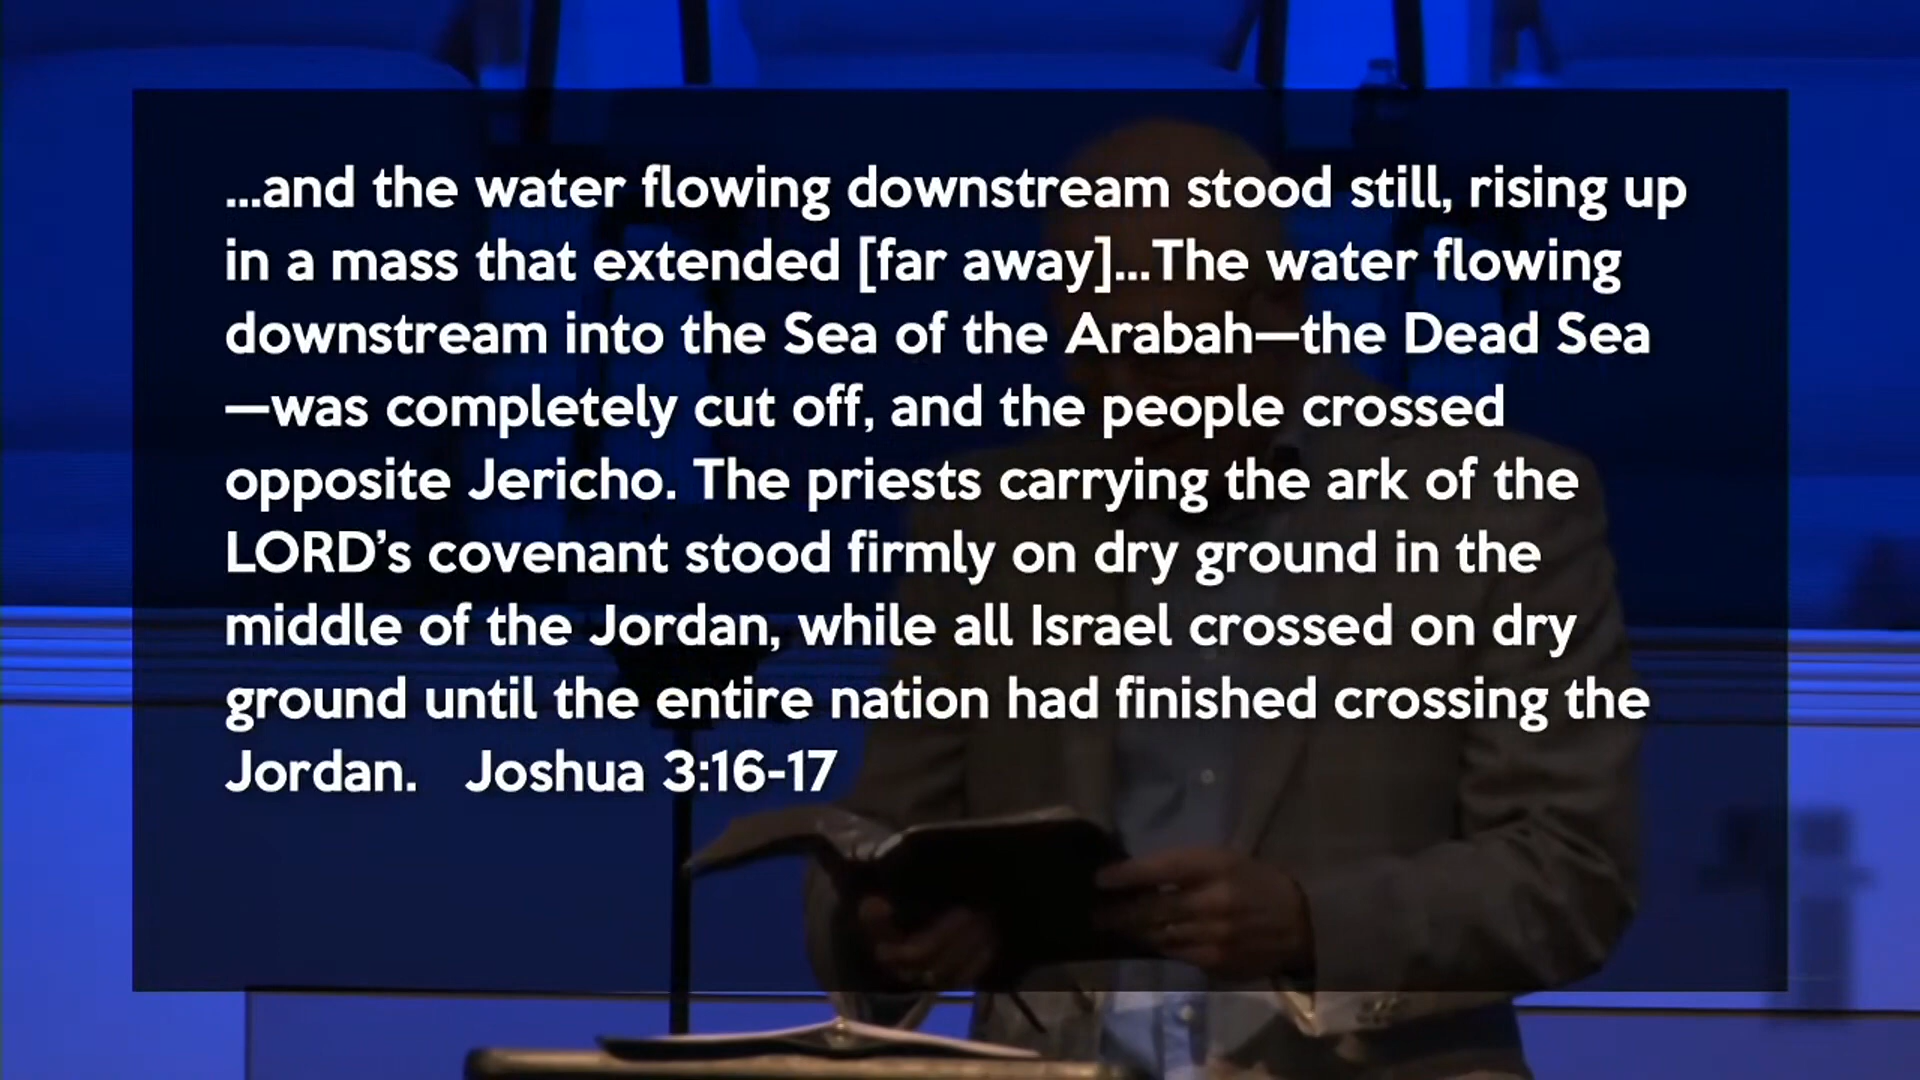 ...and the water flowing downstream stood still, rising up
in a mass that extended [far away]...The water flowing
downstream into the Sea of the Arabah—the Dead Sea
—was completely cut off, and the people crossed
opposite Jericho. The priests carrying the ark of the
LORD’s covenant stood firmly on dry ground in the
middle of the Jordan, while all Israel crossed on dry
ground until the entire nation had finished crossing the
Jordan.   Joshua 3:16-17